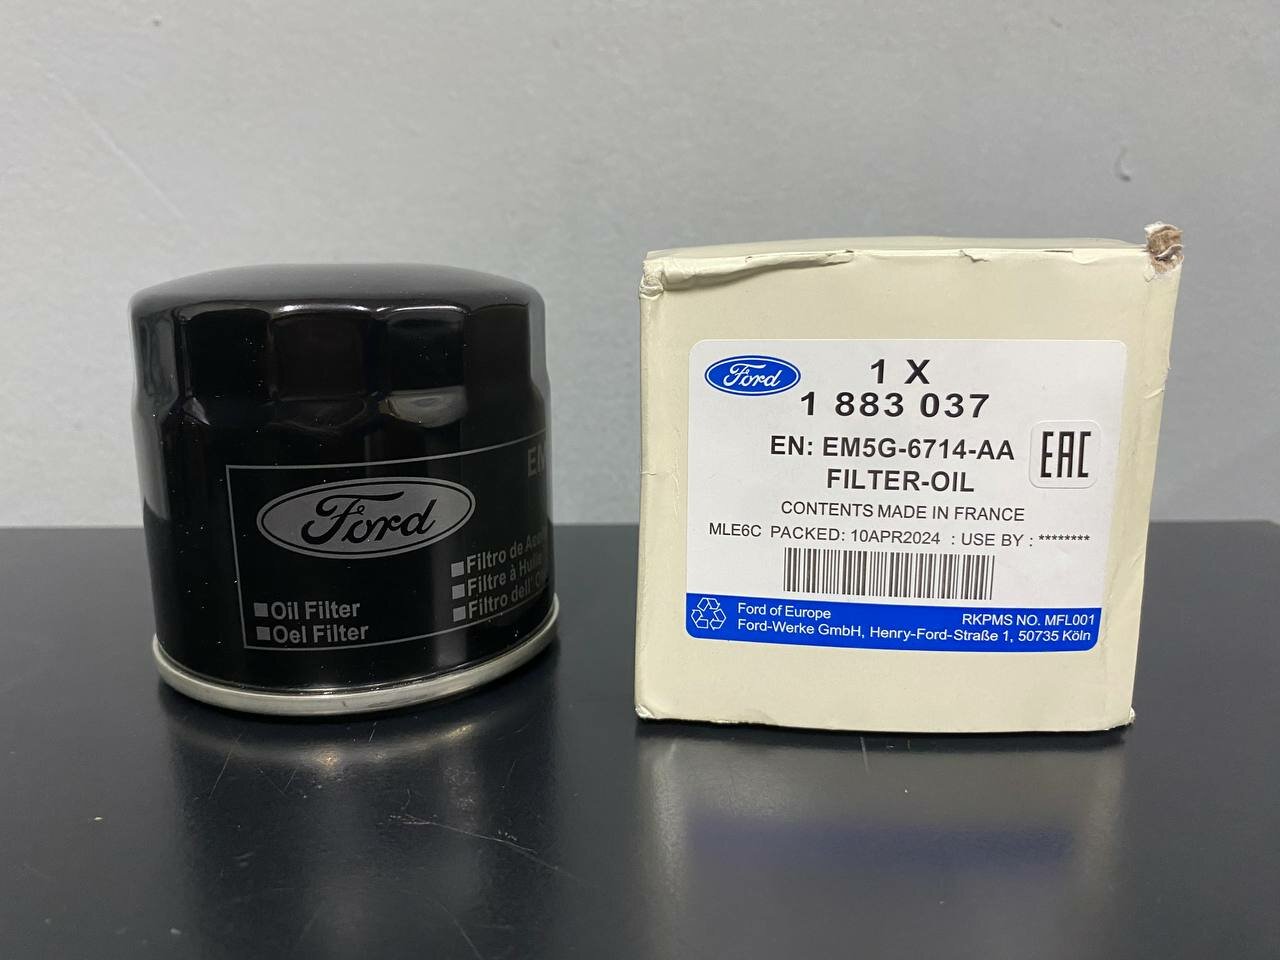 EM
Ford
Filtro de
Filtre à Huile
Filtro dell'
Oil Filter
Oel Filter
Ford
1 X
1 883 037
EN: EM5G-6714-AA
FILTER-OIL
EAC
CONTENTS MADE IN FRANCE
MLE6C PACKED: 10APR2024 : USE BY : ********
Ford of Europe
RKPMS NO. MFL001
Ford-Werke GmbH, Henry-Ford-Straße 1, 50735 Köln